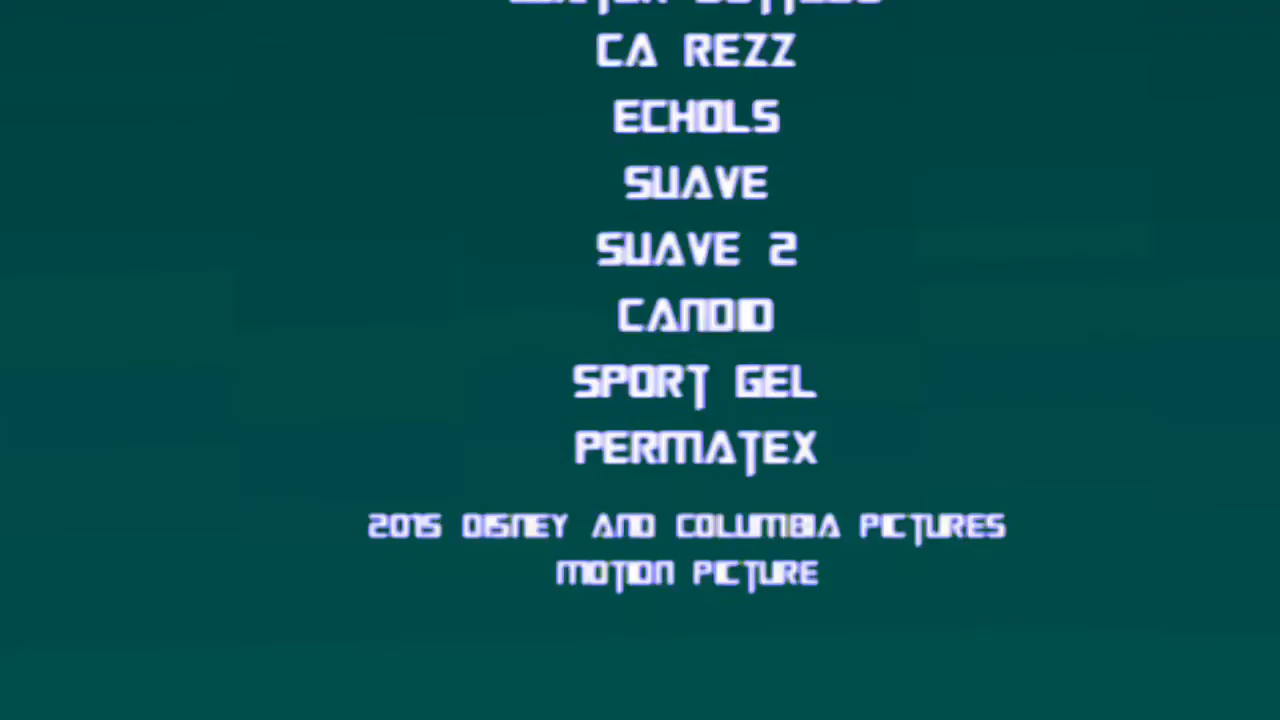 CA REZZ
ECHOLS
SUAVE
SUAVE 2
CANDID
SPORT GEL
PERMATEX
2015 DISNEY AND COLUMBIA PICTURES
MOTION PICTURE